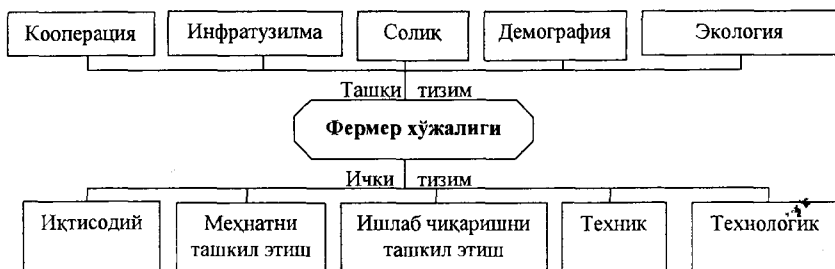 Кооперация
Инфратузилма
Солиқ
Демография
Экология
Ташқи тизим
Фермер хўжалиги
Ички тизим
Иқтисодий
Меҳнатни
ташкил этиш
Ишлаб чиқаришни
ташкил этиш
Техник
Технологик